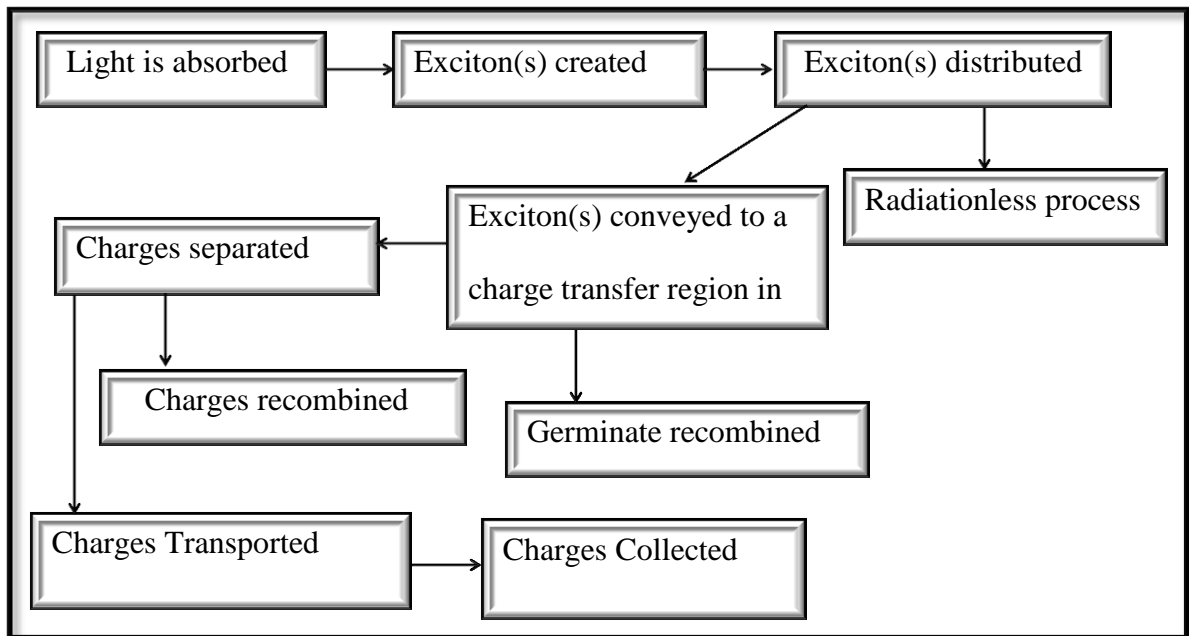 Light is absorbed
Exciton(s) created
Exciton(s) distributed
Radiationless process
Exciton(s) conveyed to a
charge transfer region in
Charges separated
Charges recombined
Germinate recombined
Charges Transported
Charges Collected